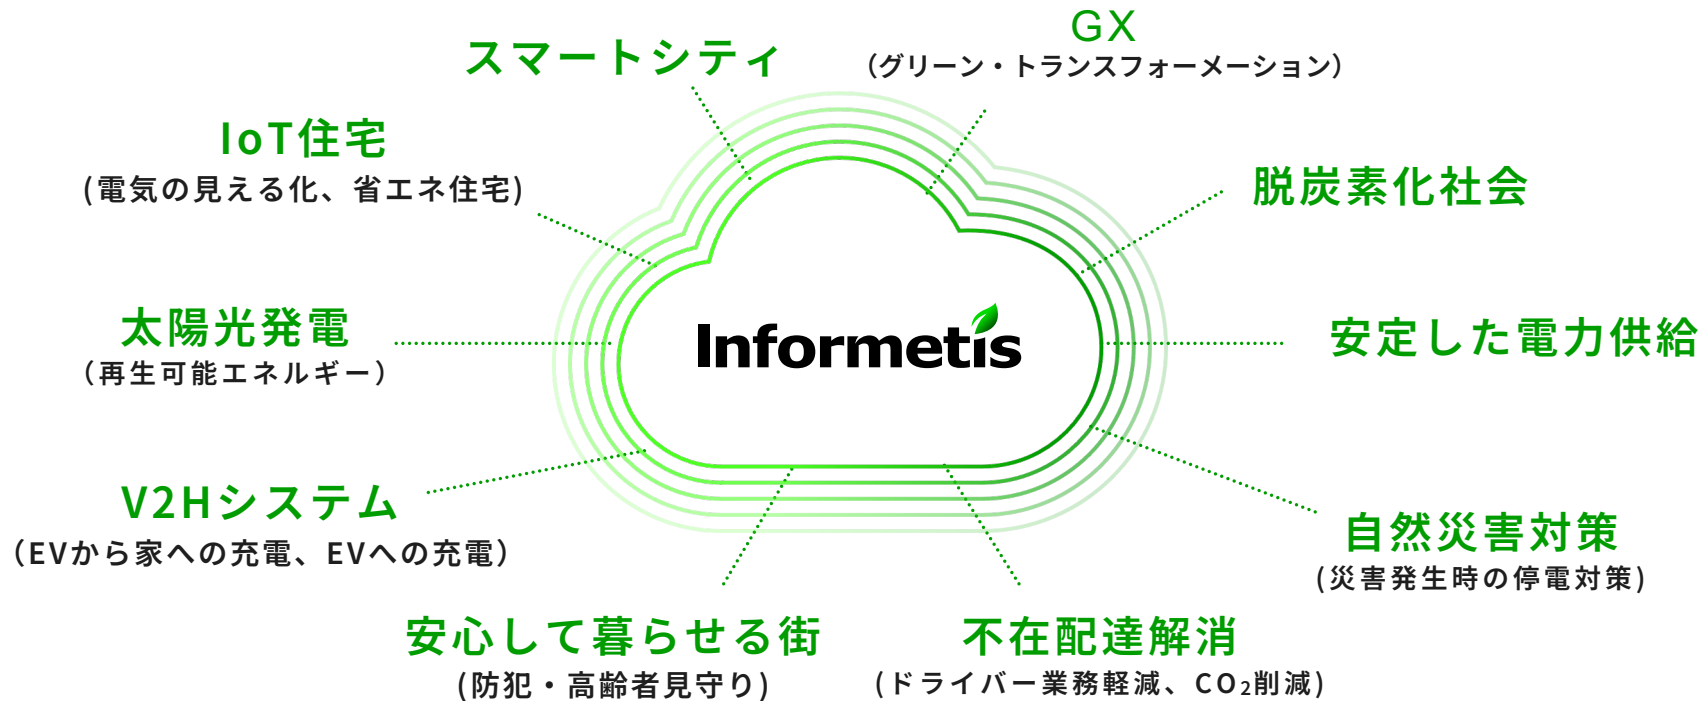 GX
スマートシティ
（グリーン・トランスフォーメーション）
IoT住宅
(電気の見える化、省エネ住宅)
脱炭素化社会
太陽光発電
（再生可能エネルギー）
Informetis
安定した電力供給
V2Hシステム
（EVから家への充電、EVへの充電）
自然災害対策
(災害発生時の停電対策)
安心して暮らせる街
(防犯・高齢者見守り)
不在配達解消
(ドライバー業務軽減、CO₂削減)